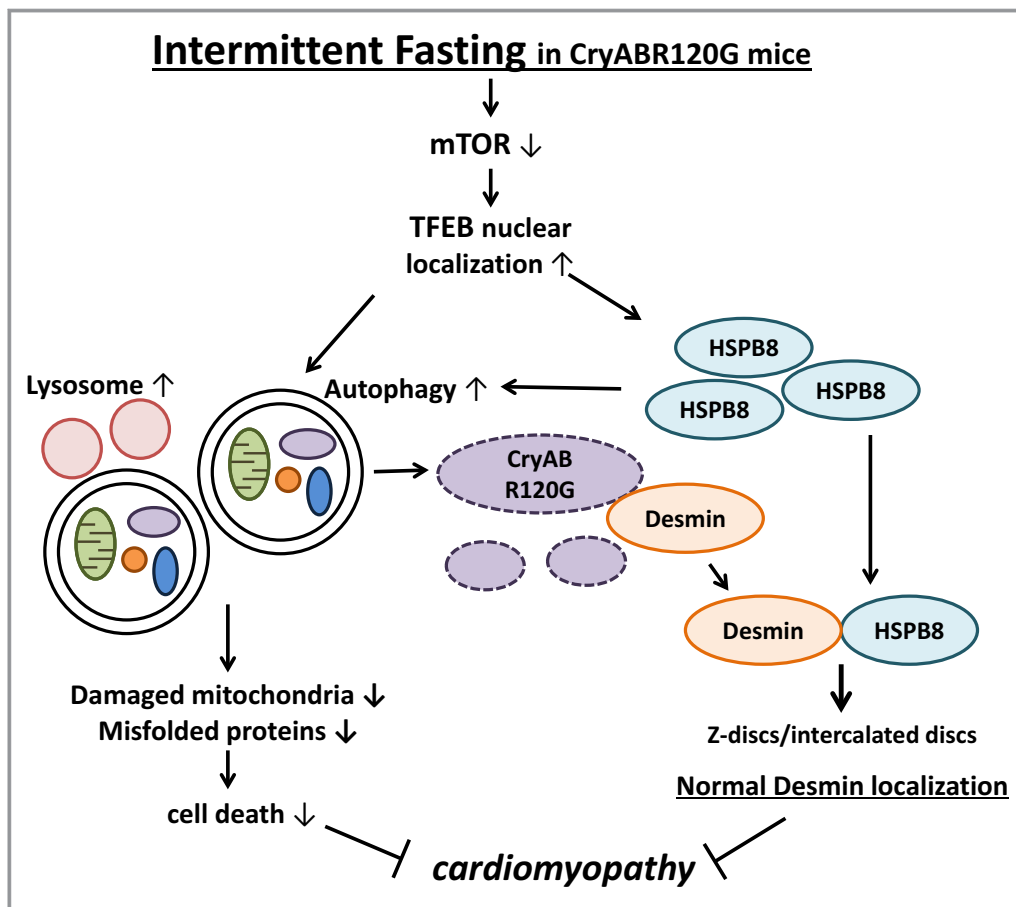 Intermittent Fasting in CryABR120G mice
mTOR ↓
TFEB nuclear
localization ↑
HSPB8
HSPB8
HSPB8
Lysosome ↑
Autophagy ↑
CryAB
R120G
Desmin
Desmin
HSPB8
Damaged mitochondria ↓
Misfolded proteins ↓
cell death ↓
Z-discs/intercalated discs
Normal Desmin localization
cardiomyopathy